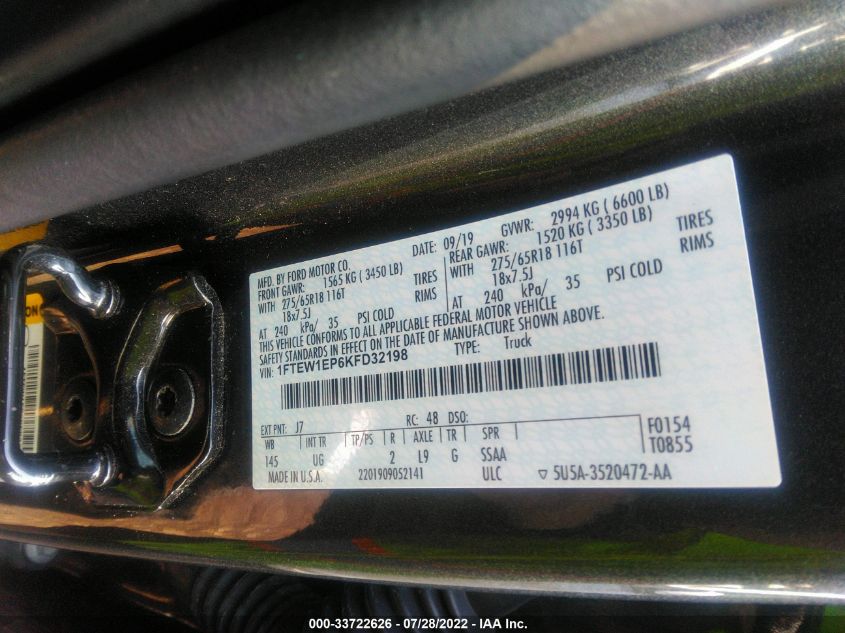 MFD. BY FORD MOTOR CO. DATE: 09/19 GVWR: 2994 KG ( 6600 LB)
FRONT GAWR: 1565 KG ( 3450 LB) REAR GAWR: 1520 KG ( 3350 LB)
WITH 275/65R18 116T TIRES WITH 275/65R18 116T TIRES
18x7.5J RIMS 18x7.5J RIMS
AT 240 kPa/ 35 PSI COLD AT 240 kPa/ 35 PSI COLD
THIS VEHICLE CONFORMS TO ALL APPLICABLE FEDERAL MOTOR VEHICLE
SAFETY STANDARDS IN EFFECT ON THE DATE OF MANUFACTURE SHOWN ABOVE.
VIN: 1FTEW1EP6KFD32198 TYPE: Truck
EXT PNT: J7 RC: 48 DSO: F0154
WB INT TR TP/PS R AXLE TR SPR T0855
145 UG 2 L9 G SSAA
MADE IN U.S.A. 2201909052141 ULC ▽ 5U5A-3520472-AA
000-33722626 - 07/28/2022 - IAA Inc.